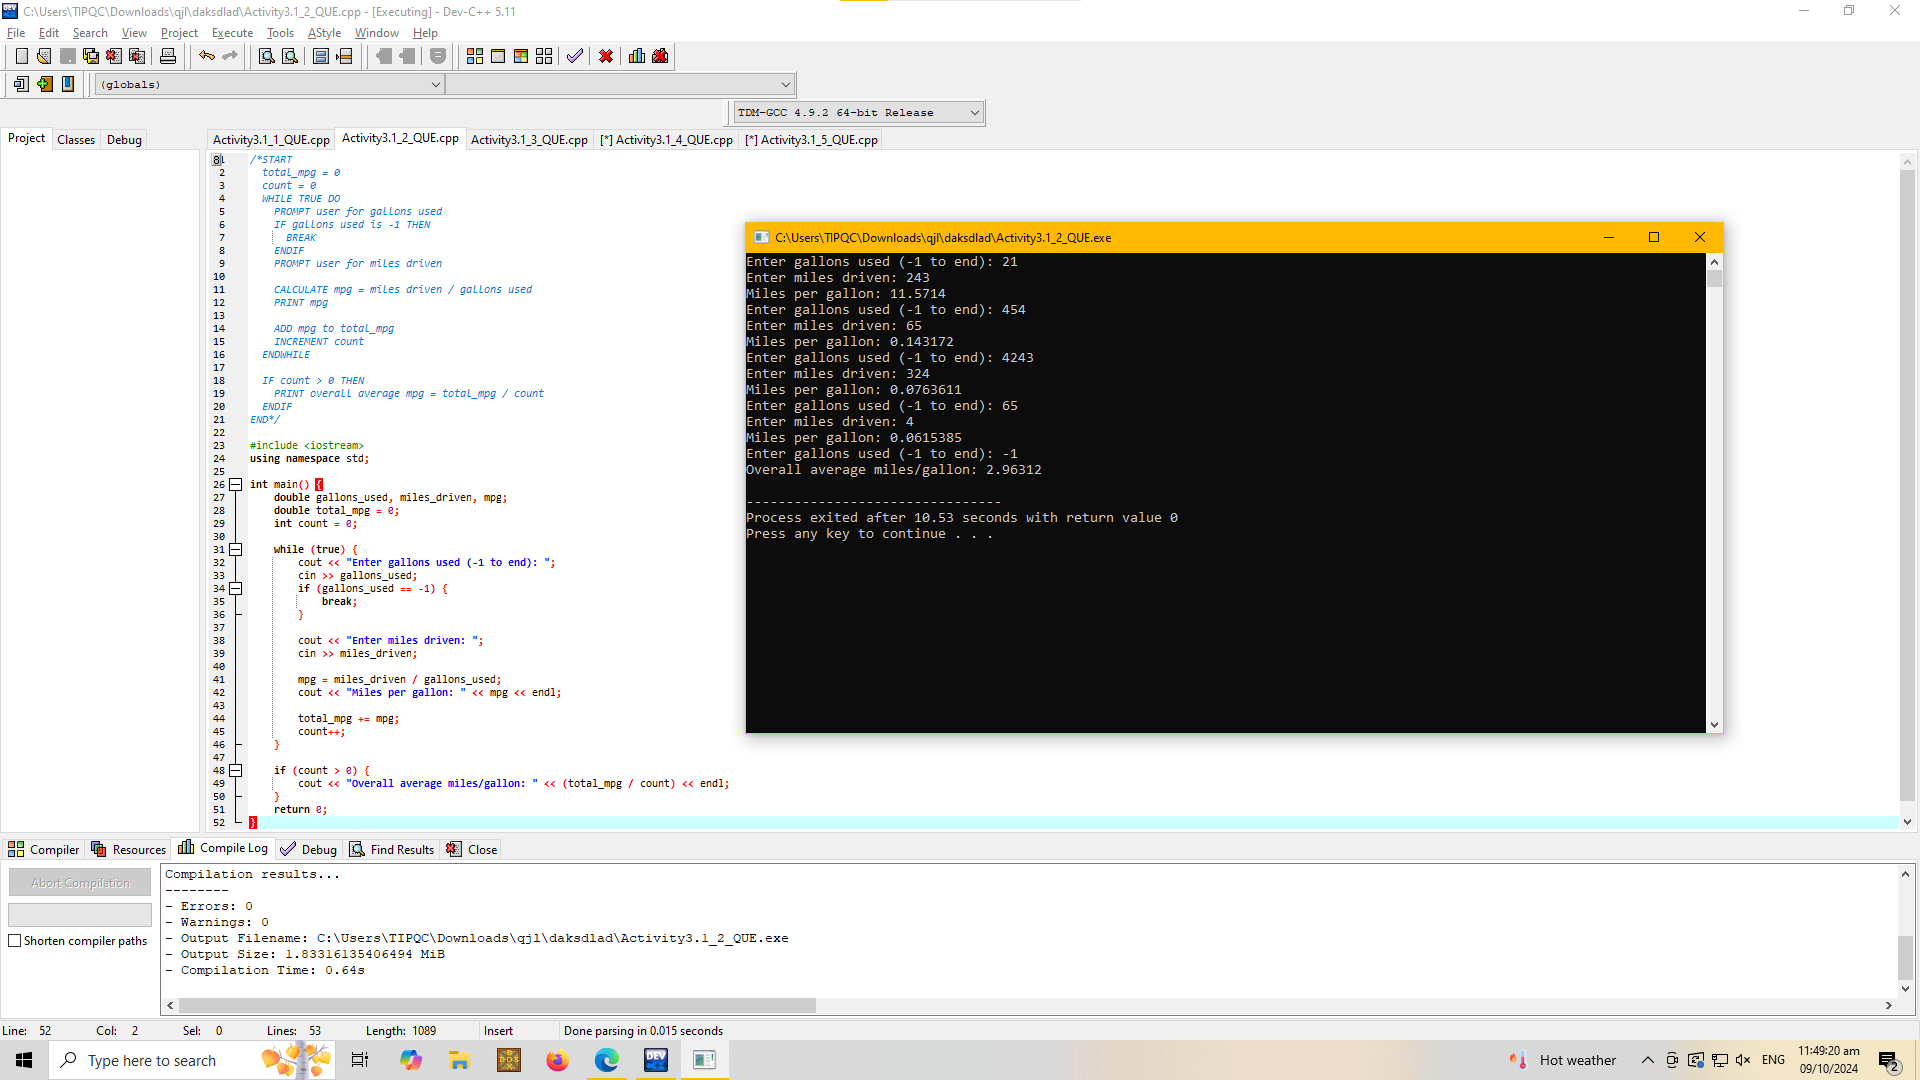 C:\Users\TIPQC\Downloads\qjl\daksdlad\Activity3.1_2_QUE.cpp - [Executing] - Dev-C++ 5.11
File Edit Search View Project Execute Tools AStyle Window Help
(globals)
TDM-GCC 4.9.2 64-bit Release
Project Classes Debug
Activity3.1_1_QUE.cpp Activity3.1_2_QUE.cpp Activity3.1_3_QUE.cpp [*] Activity3.1_4_QUE.cpp [*] Activity3.1_5_QUE.cpp
1 /*START
2 total_mpg = 0
3 count = 0
4 WHILE TRUE DO
5 PROMPT user for gallons used
6 IF gallons used is -1 THEN
7 BREAK
8 ENDIF
9 PROMPT user for miles driven
10
11 CALCULATE mpg = miles driven / gallons used
12 PRINT mpg
13
14 ADD mpg to total_mpg
15 INCREMENT count
16 ENDWHILE
17
18 IF count > 0 THEN
19 PRINT overall average mpg = total_mpg / count
20 ENDIF
21 END*/
22
23 #include <iostream>
24 using namespace std;
25
26 int main() {
27 double gallons_used, miles_driven, mpg;
28 double total_mpg = 0;
29 int count = 0;
30
31 while (true) {
32 cout << "Enter gallons used (-1 to end): ";
33 cin >> gallons_used;
34 if (gallons_used == -1) {
35 break;
36 }
37
38 cout << "Enter miles driven: ";
39 cin >> miles_driven;
40
41 mpg = miles_driven / gallons_used;
42 cout << "Miles per gallon: " << mpg << endl;
43
44 total_mpg += mpg;
45 count++;
46 }
47
48 if (count > 0) {
49 cout << "Overall average miles/gallon: " << (total_mpg / count) << endl;
50 }
51 return 0;
52 }
C:\Users\TIPQC\Downloads\qjl\daksdlad\Activity3.1_2_QUE.exe
Enter gallons used (-1 to end): 21
Enter miles driven: 243
Miles per gallon: 11.5714
Enter gallons used (-1 to end): 454
Enter miles driven: 65
Miles per gallon: 0.143172
Enter gallons used (-1 to end): 4243
Enter miles driven: 324
Miles per gallon: 0.0763611
Enter gallons used (-1 to end): 65
Enter miles driven: 4
Miles per gallon: 0.0615385
Enter gallons used (-1 to end): -1
Overall average miles/gallon: 2.96312
--------------------------------
Process exited after 10.53 seconds with return value 0
Press any key to continue . . .
Compiler Resources Compile Log Debug Find Results Close
Abort Compilation
Shorten compiler paths
Compilation results...
--------
- Errors: 0
- Warnings: 0
- Output Filename: C:\Users\TIPQC\Downloads\qjl\daksdlad\Activity3.1_2_QUE.exe
- Output Size: 1.83316135406494 MiB
- Compilation Time: 0.64s
Line: 52 Col: 2 Sel: 0 Lines: 53 Length: 1089 Insert Done parsing in 0.015 seconds
Type here to search
DEV
Hot weather
ENG
11:49:20 am
09/10/2024
2